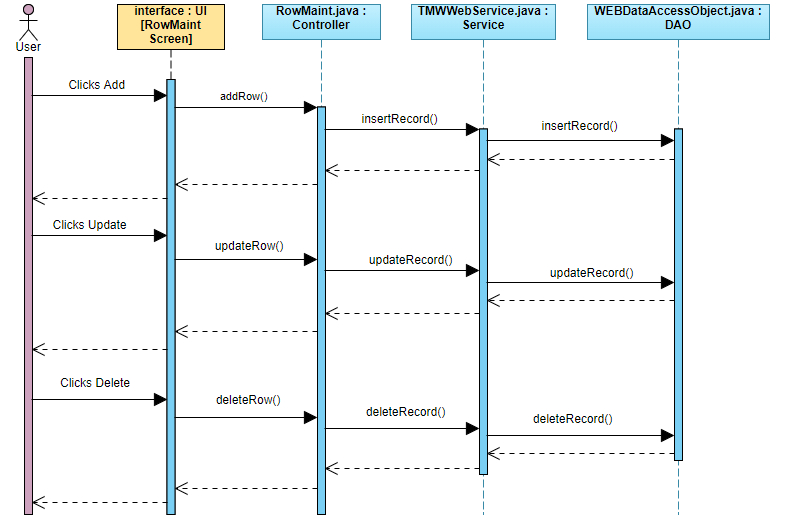 interface : UI
[RowMaint
Screen]
RowMaint.java :
Controller
TMWWebService.java :
Service
WEBDataAccessObject.java :
DAO
User
Clicks Add
addRow()
insertRecord()
insertRecord()
Clicks Update
updateRow()
updateRecord()
updateRecord()
Clicks Delete
deleteRow()
deleteRecord()
deleteRecord()